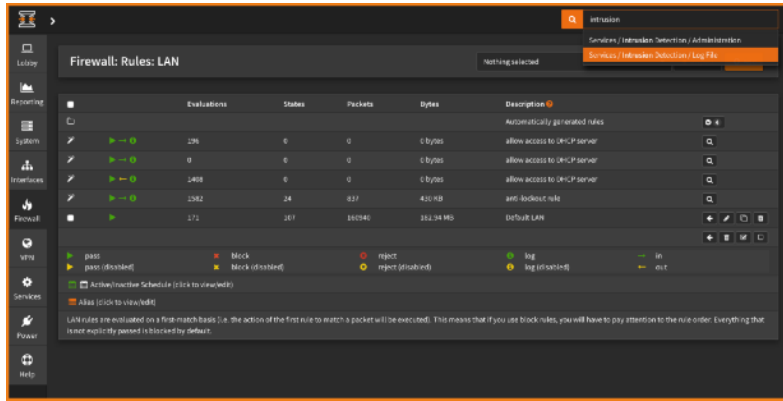 intrusion
Services / Intrusion Detection / Administration
Services / Intrusion Detection / Log File
Lobby
Reporting
System
Interfaces
Firewall
VPN
Services
Power
Help
Firewall: Rules: LAN
Nothing selected
Evaluations States Packets Bytes Description
Automatically generated rules
196 0 0 0 bytes allow access to DHCP server
0 0 0 0 bytes allow access to DHCP server
1408 0 0 0 bytes allow access to DHCP server
1582 24 837 430 KB anti-lockout rule
171 107 160940 162.94 MB Default LAN
pass block reject log in
pass (disabled) block (disabled) reject (disabled) log (disabled) out
Active/Inactive Schedule (click to view/edit)
Alias (click to view/edit)
LAN rules are evaluated on a first-match basis (i.e. the action of the first rule to match a packet will be executed). This means that if you use block rules, you will have to pay attention to the rule order. Everything that
is not explicitly passed is blocked by default.